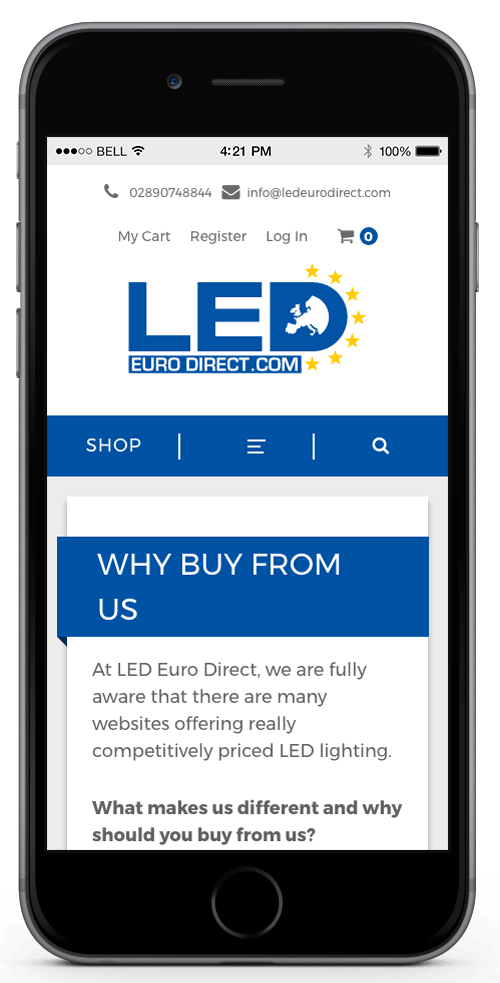 BELL 4:21 PM 100%
02890748844 info@ledeurodirect.com
My Cart Register Log In 0
LED
EURO DIRECT.COM
SHOP
WHY BUY FROM
US
At LED Euro Direct, we are fully
aware that there are many
websites offering really
competitively priced LED lighting.
What makes us different and why
should you buy from us?